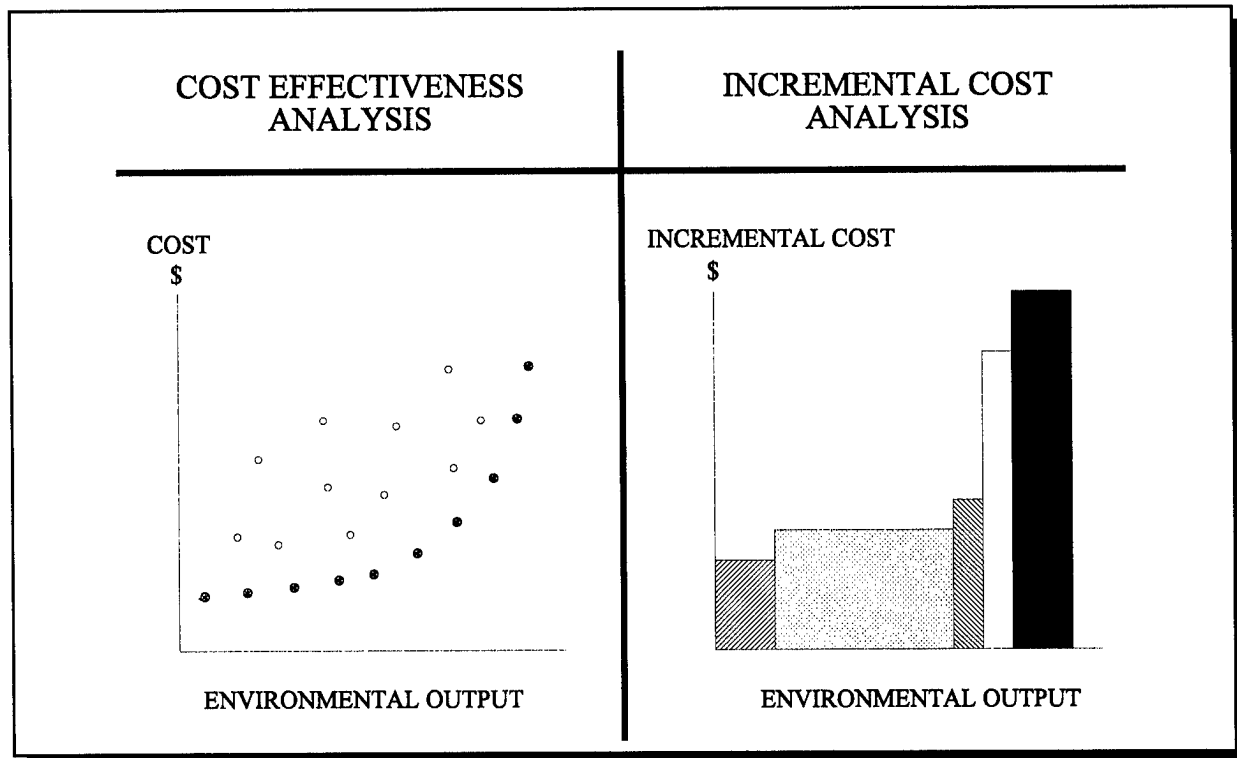 COST EFFECTIVENESS
ANALYSIS
INCREMENTAL COST
ANALYSIS
COST
$
INCREMENTAL COST
$
ENVIRONMENTAL OUTPUT
ENVIRONMENTAL OUTPUT